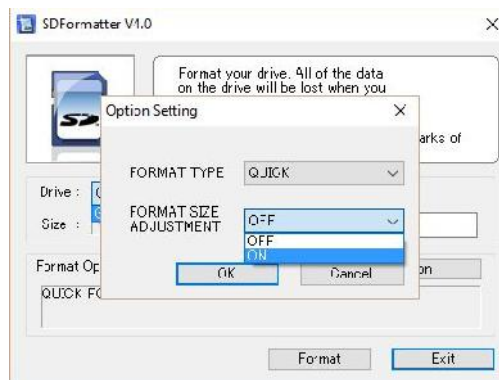 SDFormatter V4.0
Format your drive. All of the data
on the drive will be lost when you
Option Setting
arks of
FORMAT TYPE QUICK
Drive :
FORMAT SIZE
ADJUSTMENT OFF
Size :
OFF
ON
Format Op
OK Cancel on
QUICK FO
Format Exit